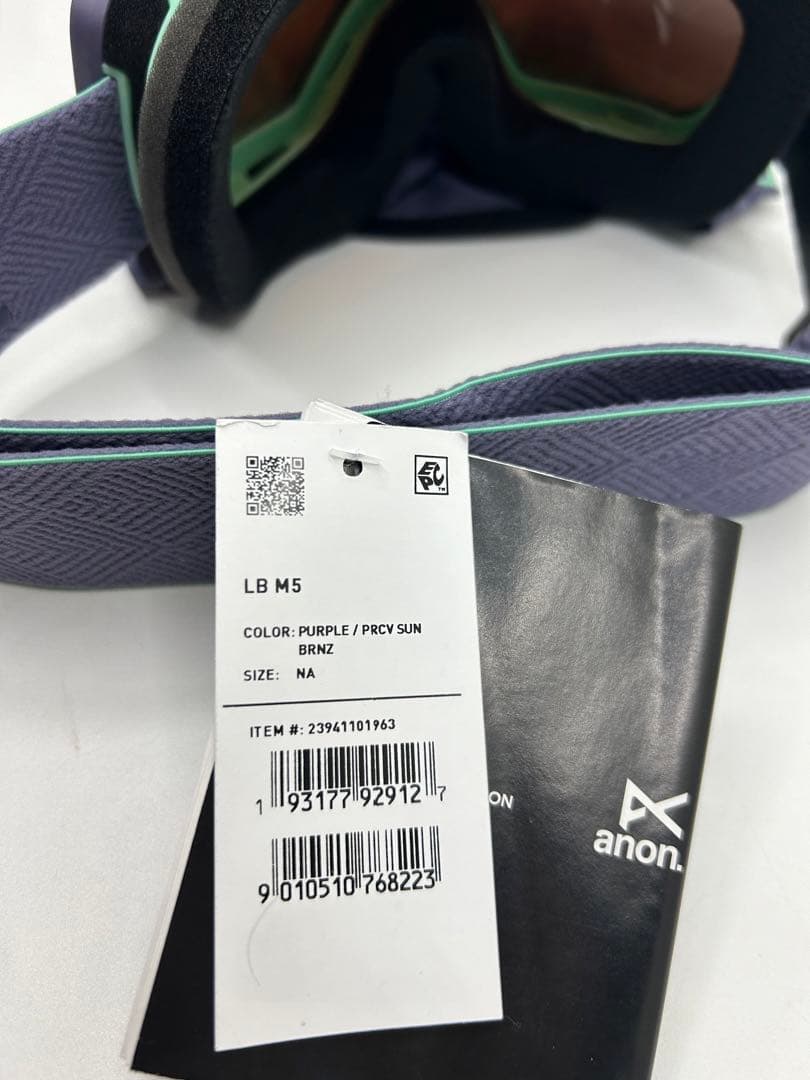 EPC™
LB M5
COLOR: PURPLE / PRCV SUN
BRNZ
SIZE: NA
ITEM #: 23941101963
1 93177 92912 7
9 010510 768223
ON
anon.